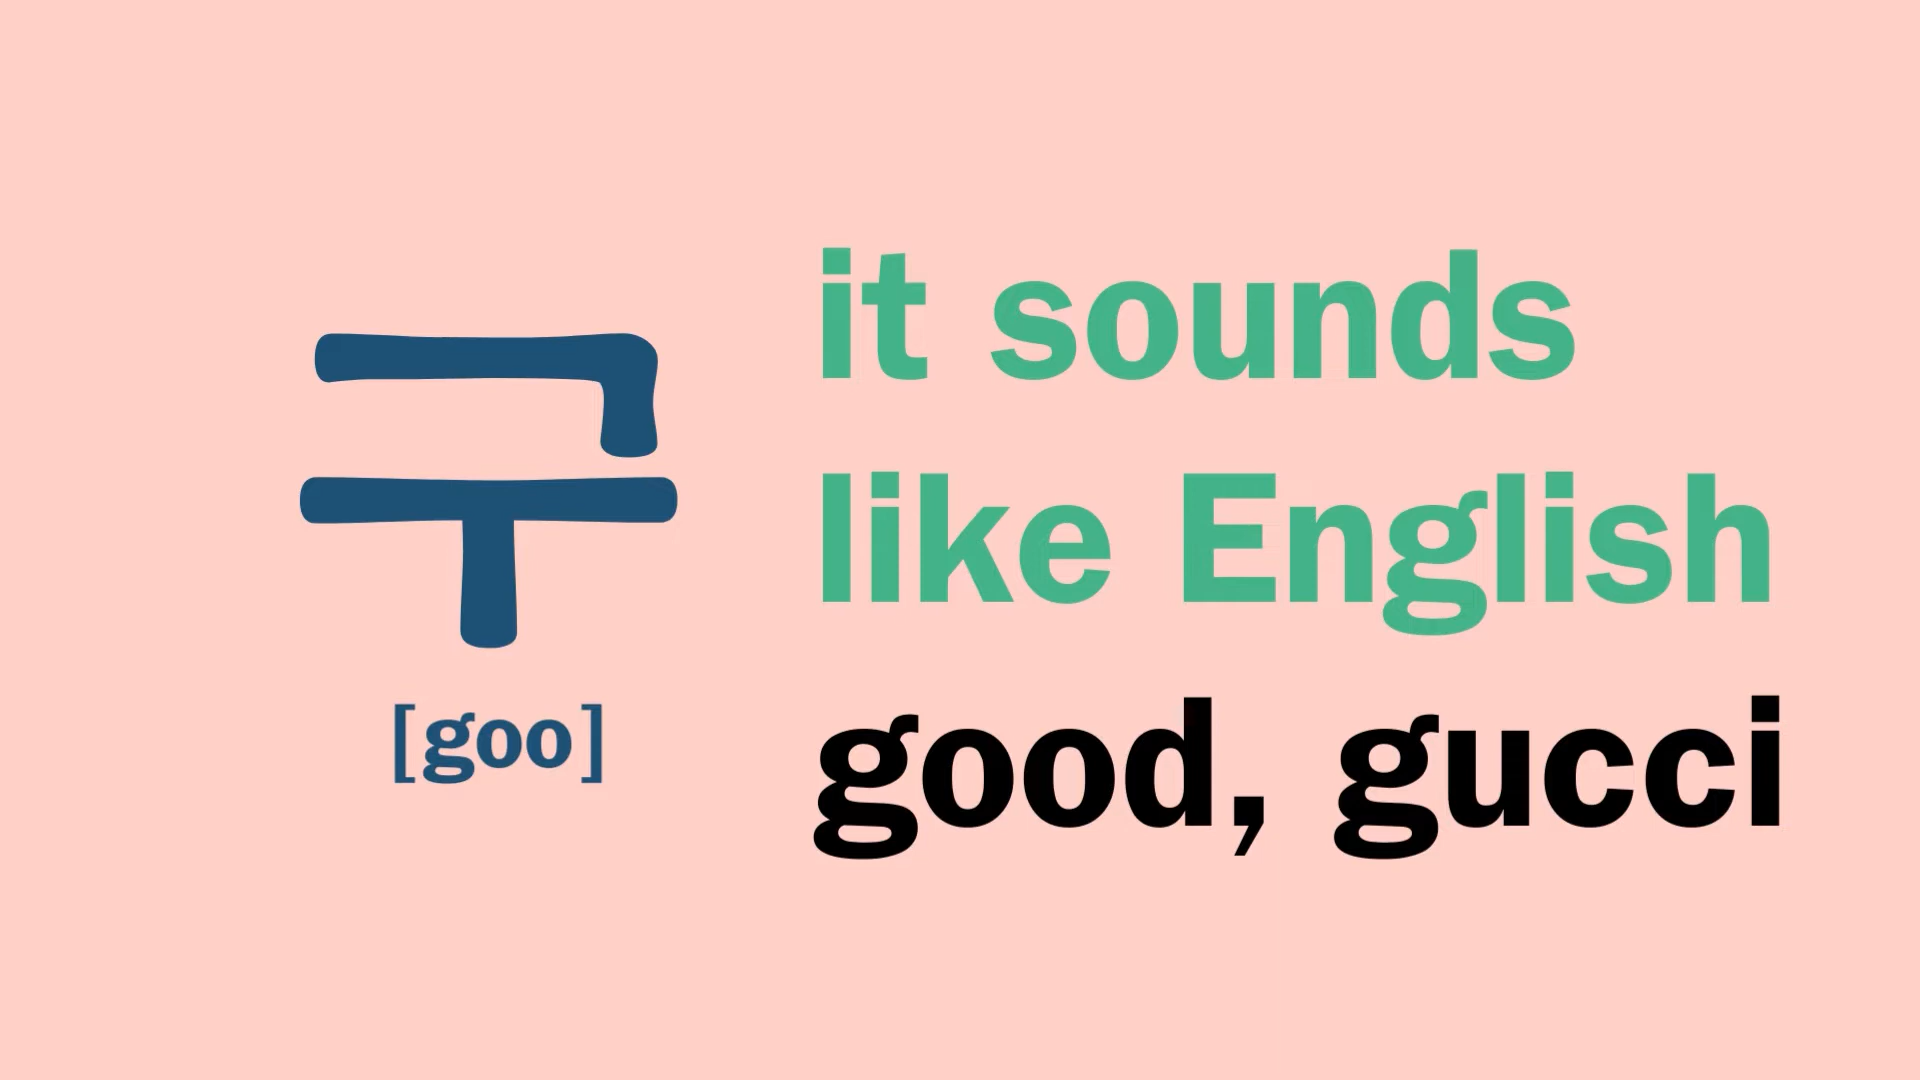 구
[goo]
it sounds
like English
good, gucci